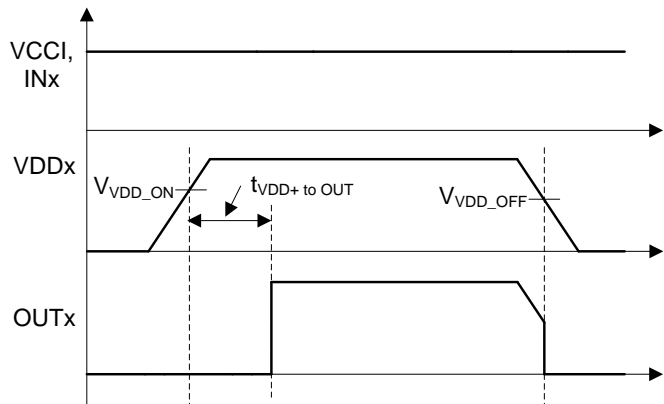 VCCI,
INx
VDDx
VVDD_ON
tVDD+ to OUT
VVDD_OFF
OUTx